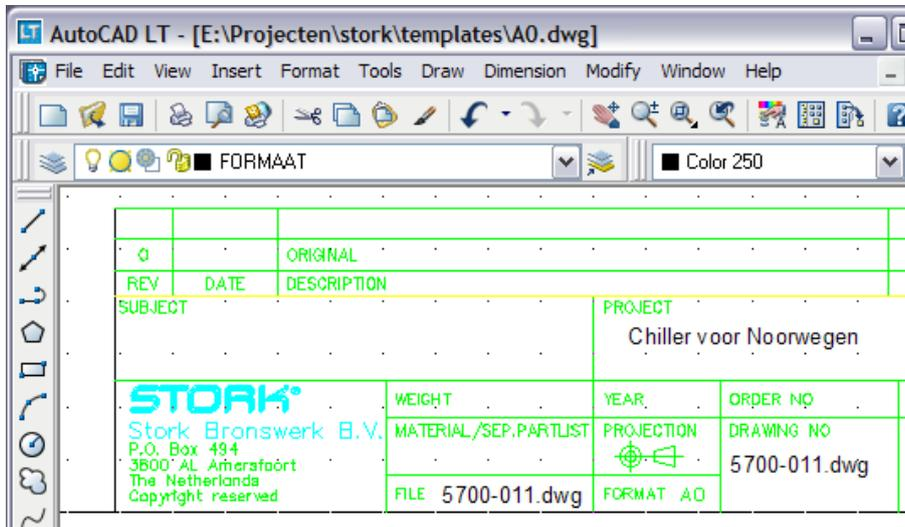 LT AutoCAD LT - [E:\Projecten\stork\templates\A0.dwg]
File Edit View Insert Format Tools Draw Dimension Modify Window Help
FORMAAT Color 250
0 ORIGINAL
REV DATE DESCRIPTION
SUBJECT PROJECT
Chiller voor Noorwegen
STORK WEIGHT YEAR ORDER NO
Stork Bronswerk B.V. MATERIAL/SEP.PARTLIST PROJECTION DRAWING NO
P.O. Box 494
3800 AL Amersfoort
5700-011.dwg
The Netherlands
Copyright reserved
FILE 5700-011.dwg FORMAT A0